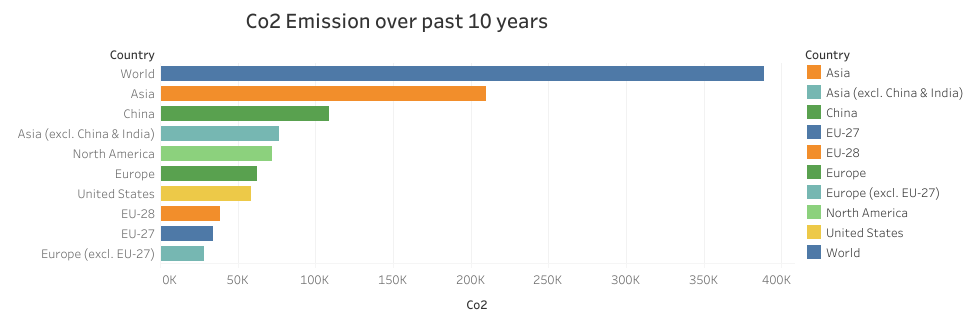 Co2 Emission over past 10 years
Country
World
Asia
China
Asia (excl. China & India)
North America
Europe
United States
EU-28
EU-27
Europe (excl. EU-27)
0K 50K 100K 150K 200K 250K 300K 350K 400K
Co2
Country
Asia
Asia (excl. China & India)
China
EU-27
EU-28
Europe
Europe (excl. EU-27)
North America
United States
World